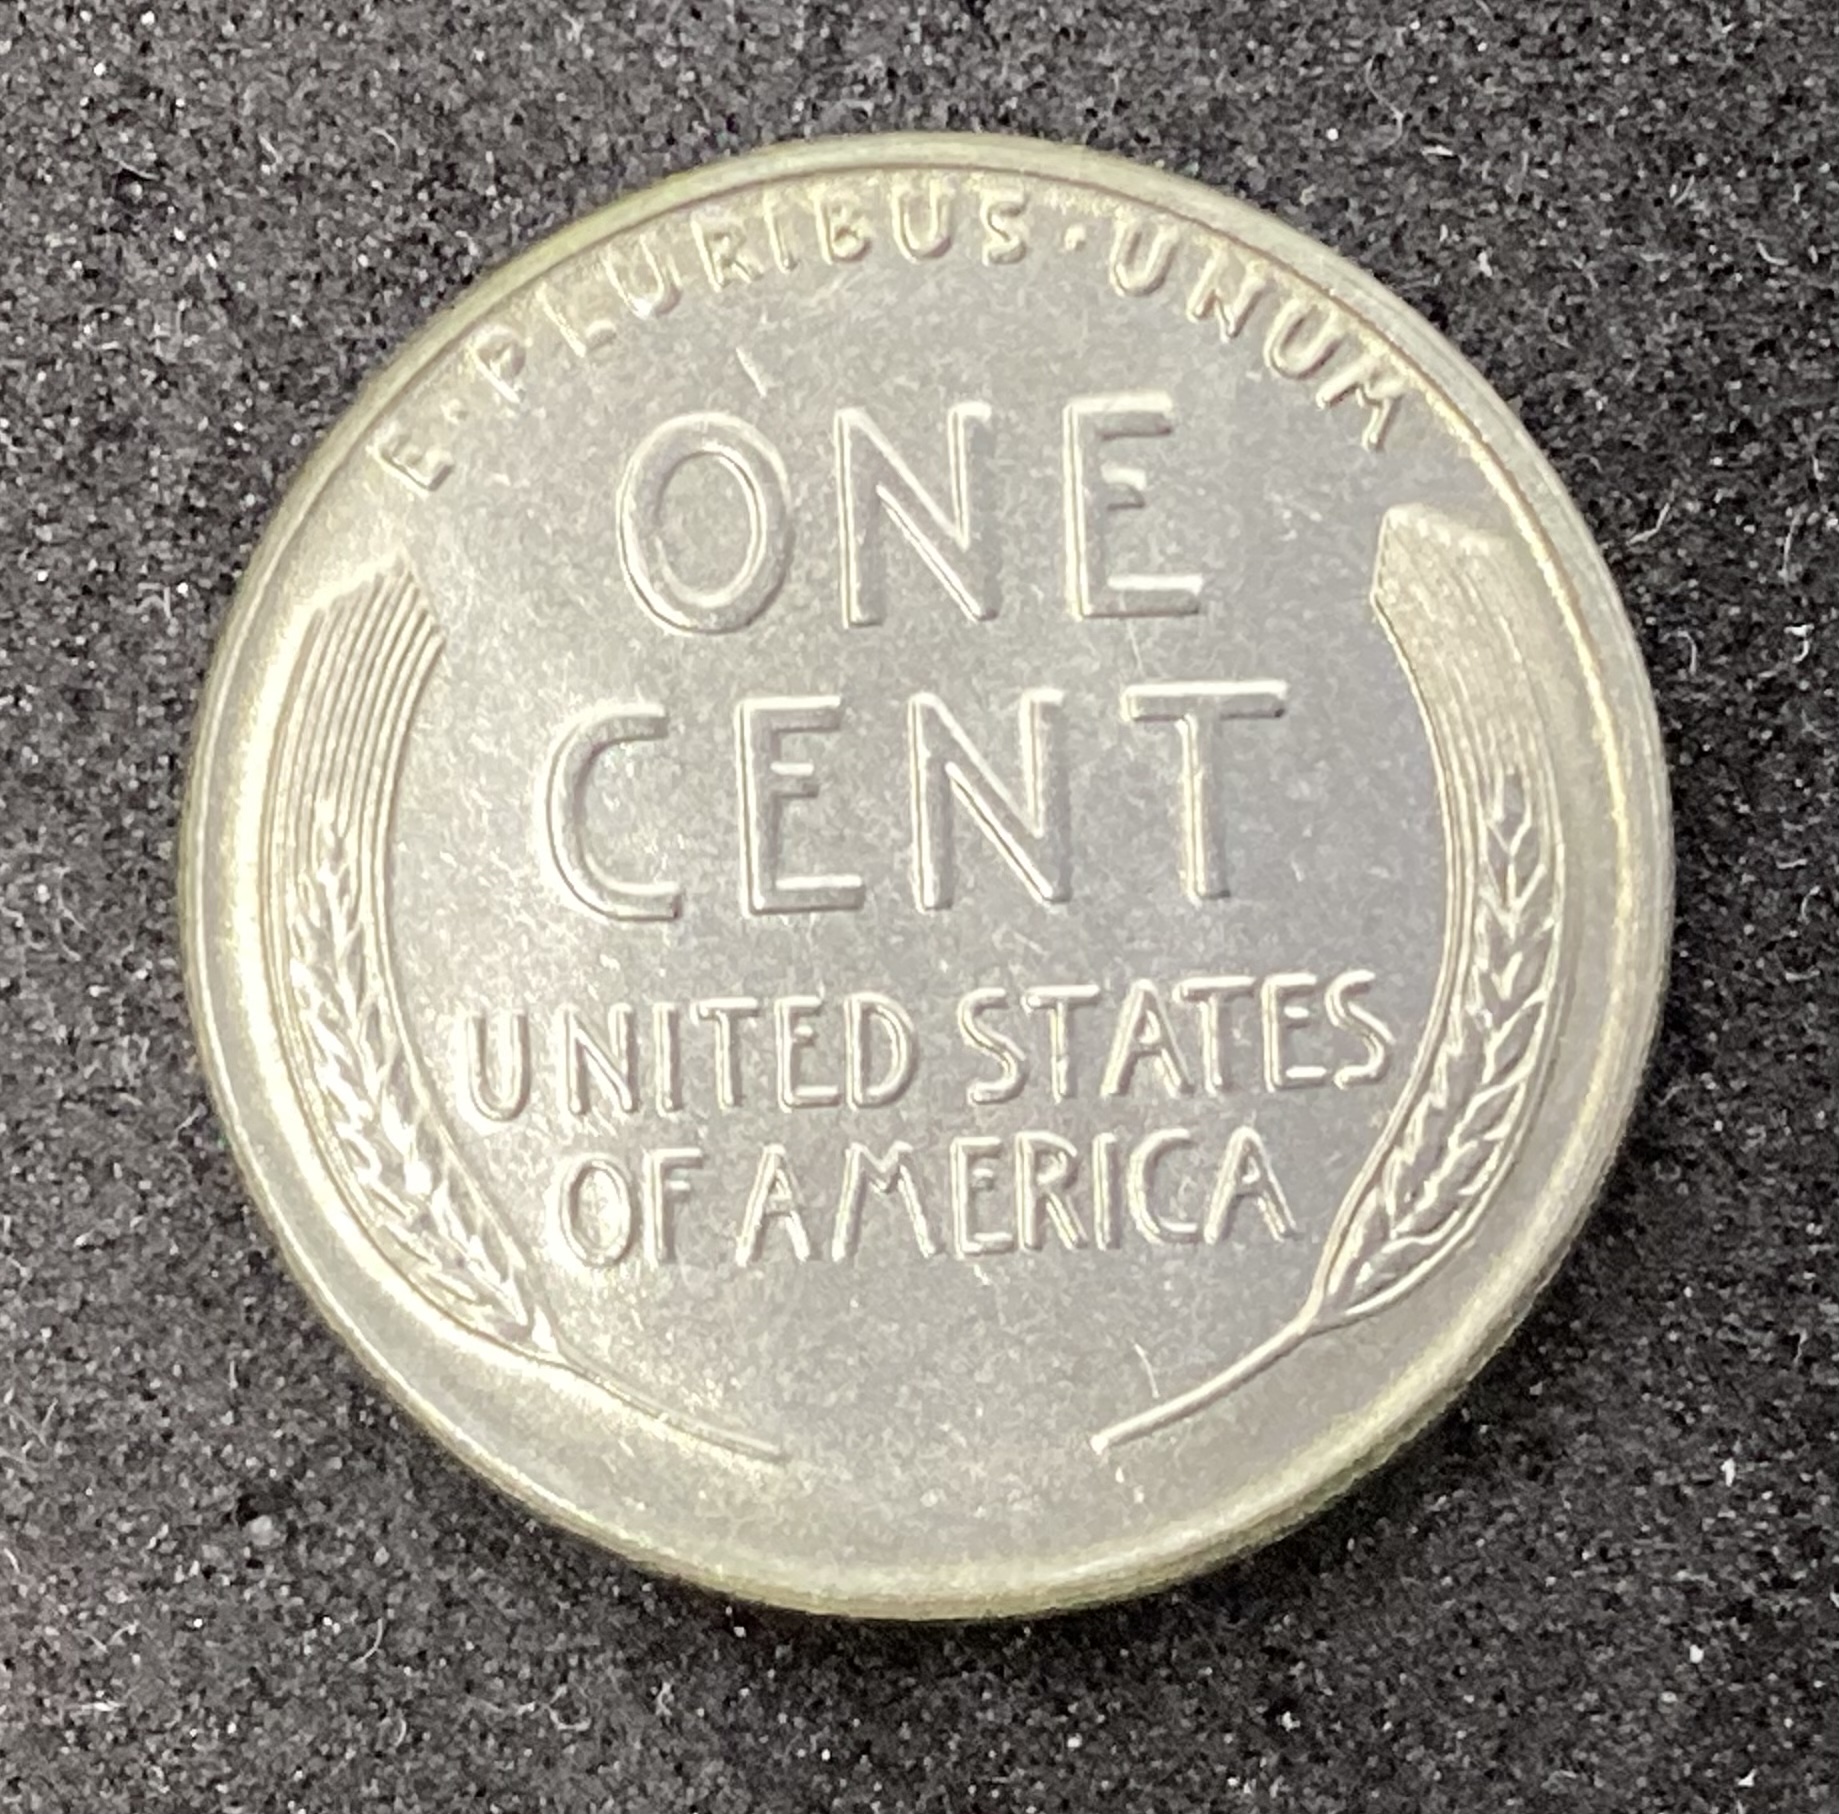 E·PLURIBUS·UNUM
ONE
CENT
UNITED STATES
OF AMERICA